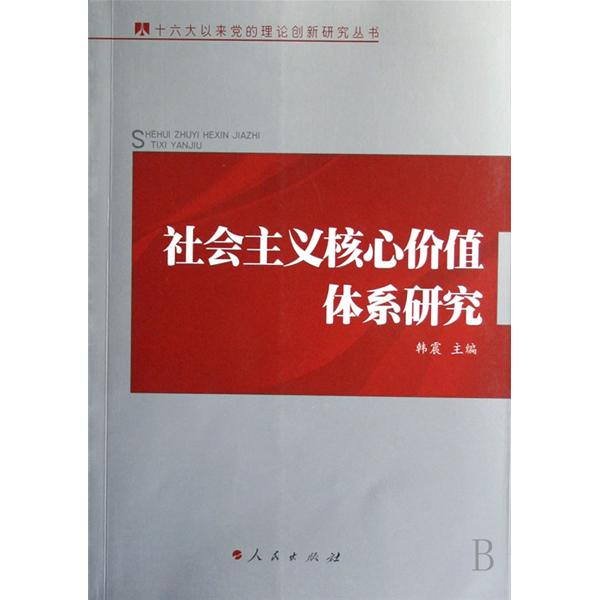 十六大以来党的理论创新研究丛书
SHEHUI ZHUYI HEXIN JIAZHI
TIXI YANJIU
社会主义核心价值
体系研究
韩震 主编
人民出版社
B